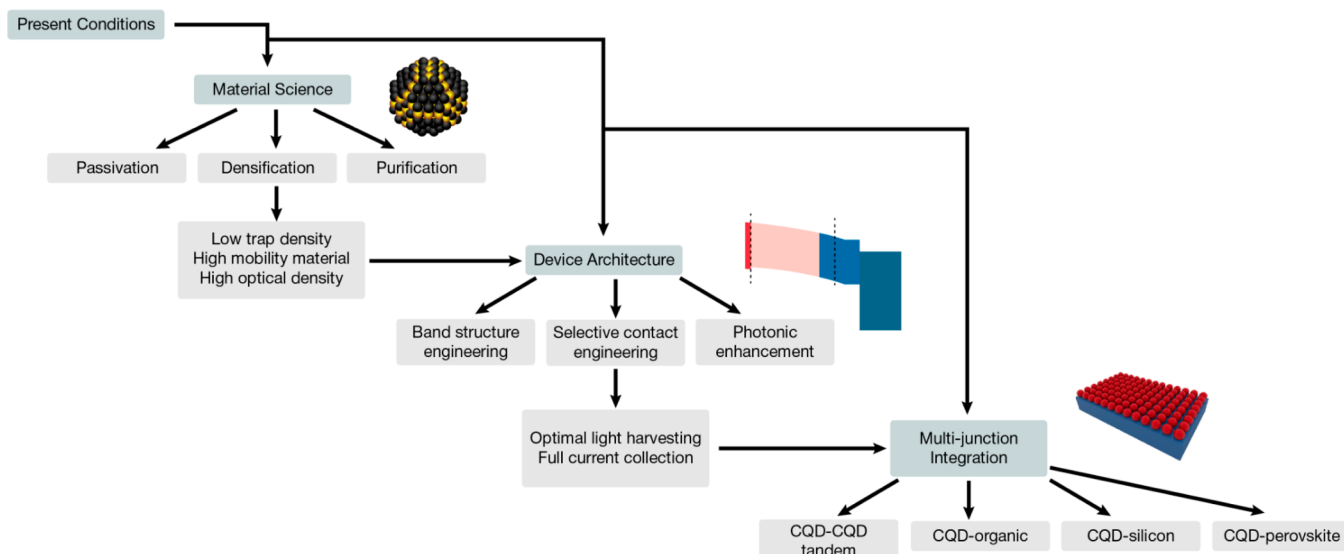 Present Conditions
Material Science
Passivation
Densification
Purification
Low trap density
High mobility material
High optical density
Device Architecture
Band structure
engineering
Selective contact
engineering
Photonic
enhancement
Optimal light harvesting
Full current collection
Multi-junction
Integration
CQD-CQD
tandem
CQD-organic
CQD-silicon
CQD-perovskite